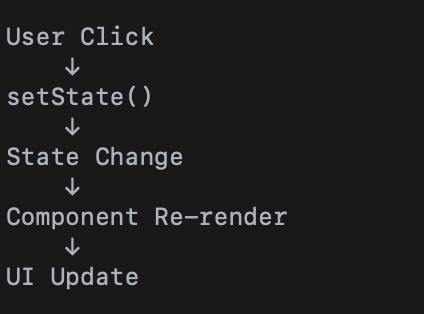 User Click
↓
setState()
↓
State Change
↓
Component Re-render
↓
UI Update